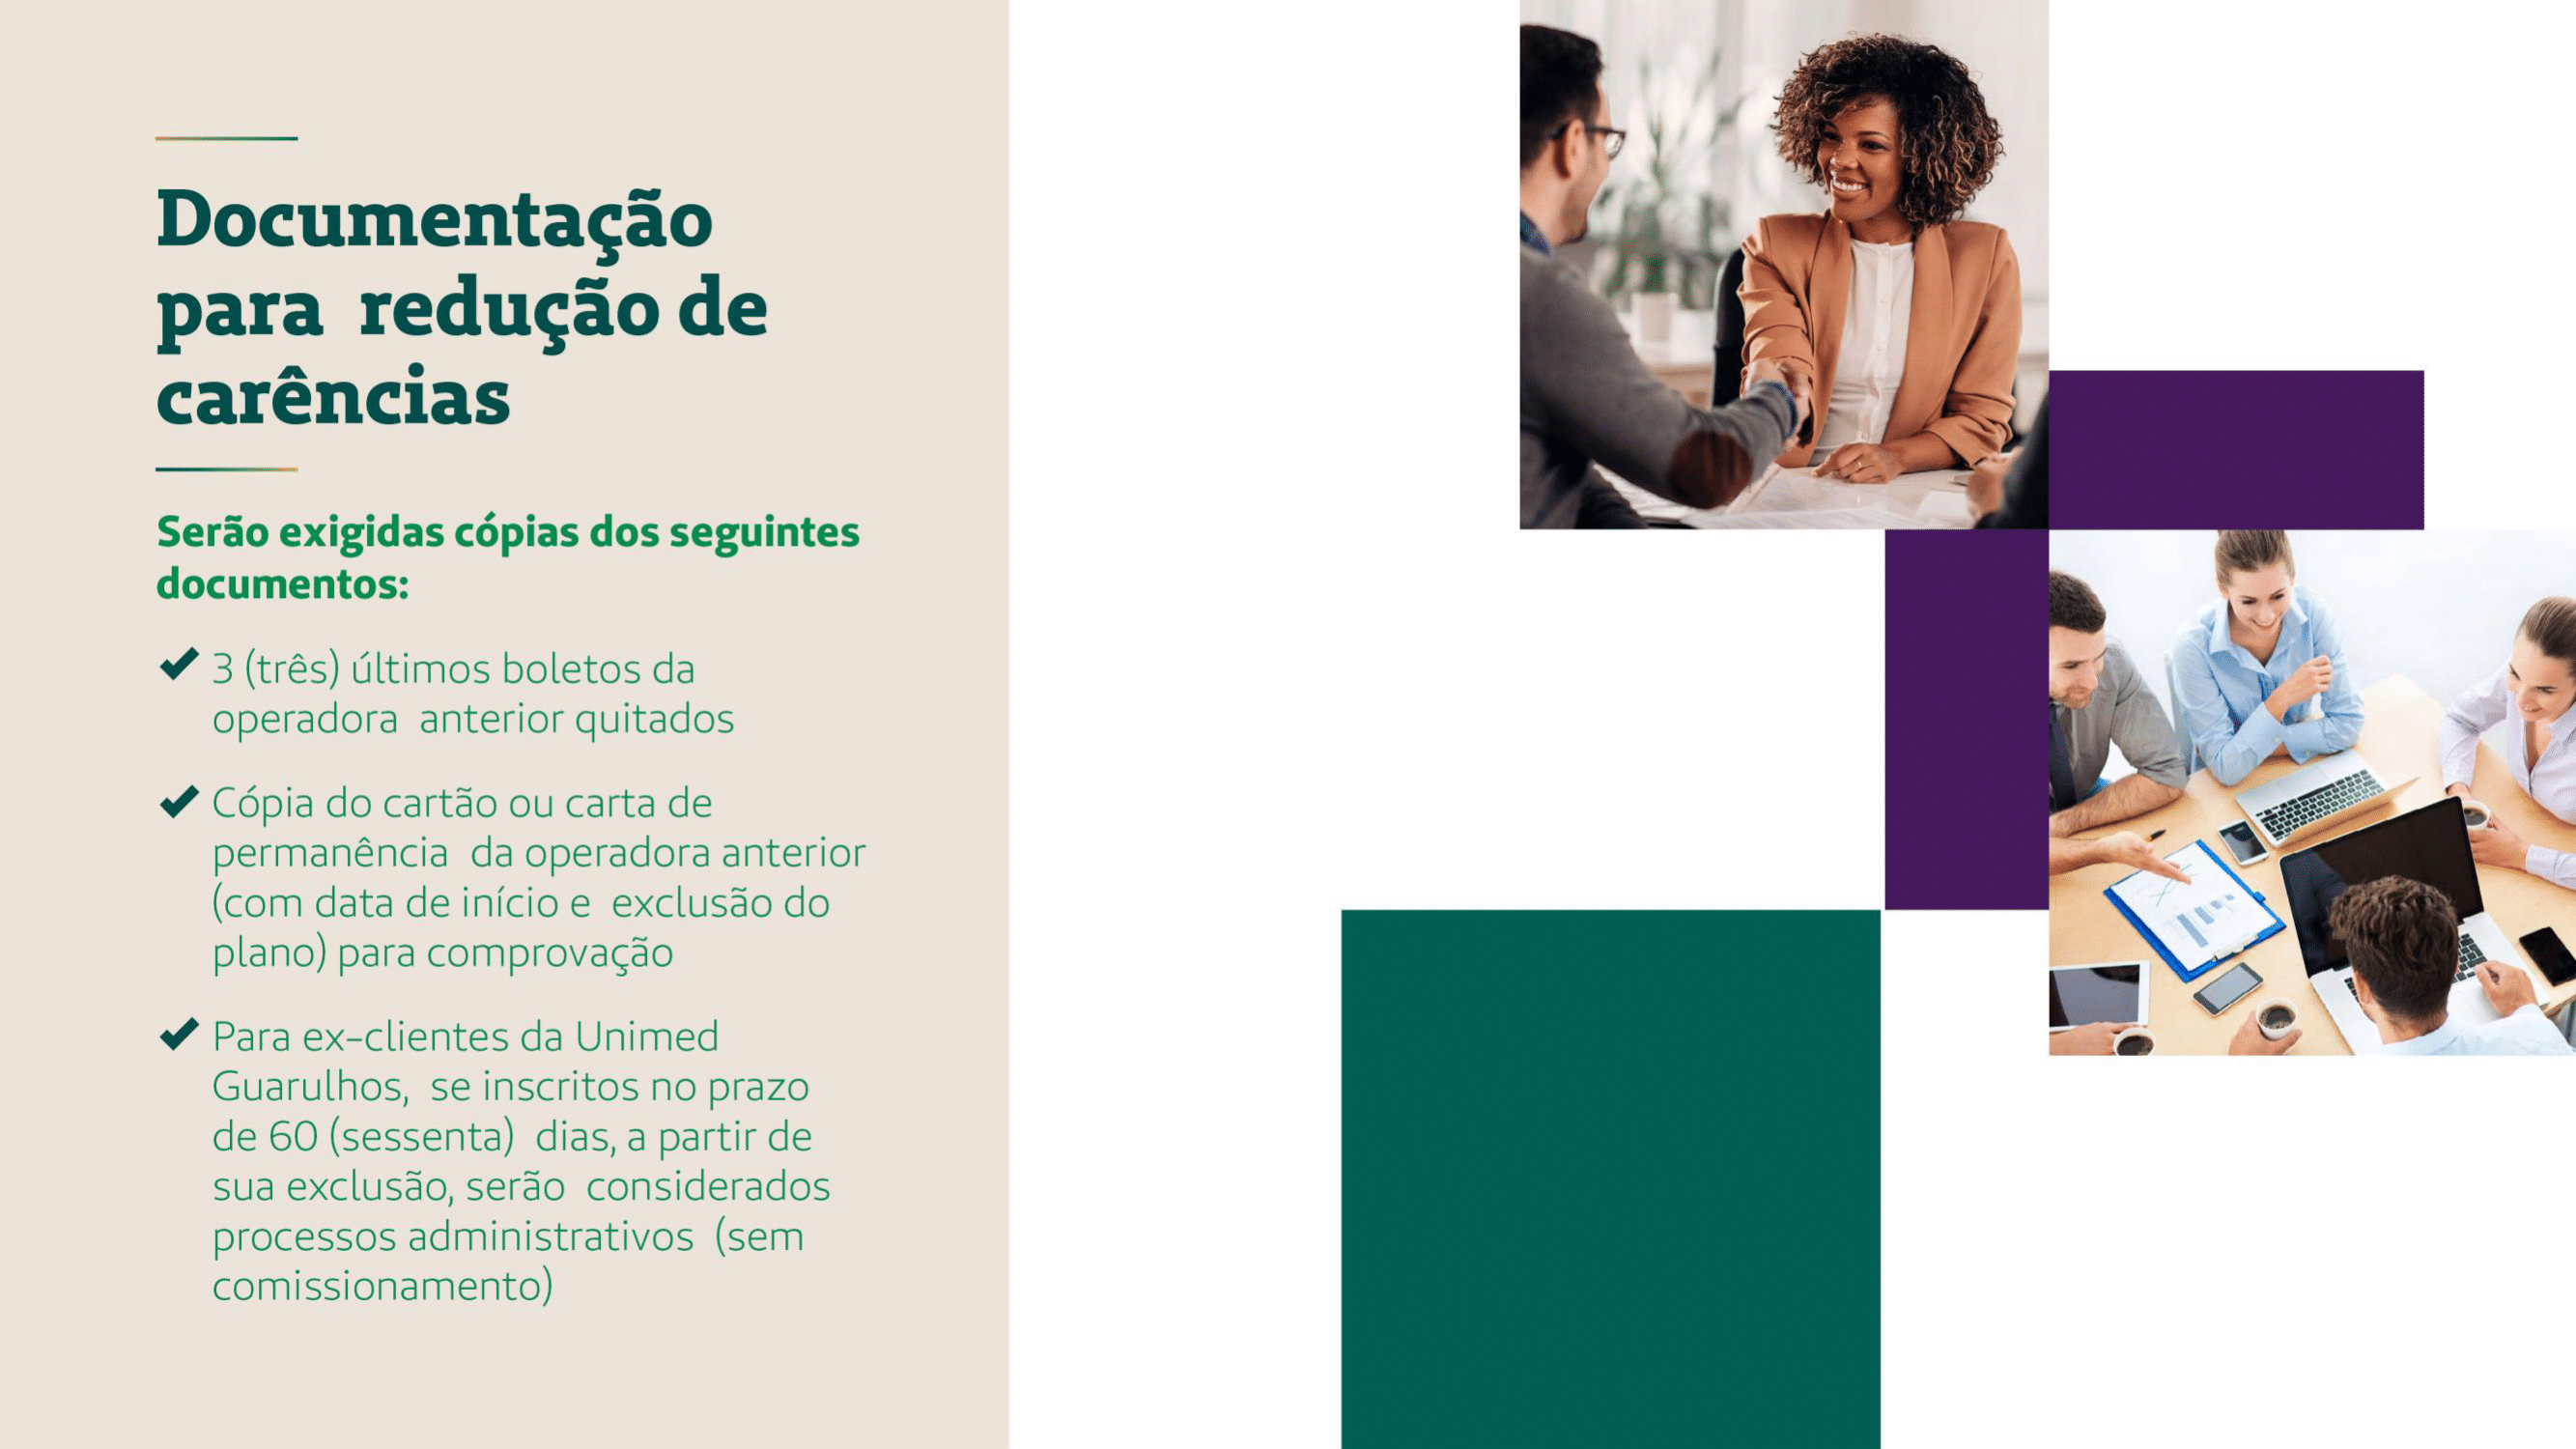 Documentação
para redução de
carências
Serão exigidas cópias dos seguintes
documentos:
3 (três) últimos boletos da
operadora anterior quitados
Cópia do cartão ou carta de
permanência da operadora anterior
(com data de início e exclusão do
plano) para comprovação
Para ex-clientes da Unimed
Guarulhos, se inscritos no prazo
de 60 (sessenta) dias, a partir de
sua exclusão, serão considerados
processos administrativos (sem
comissionamento)